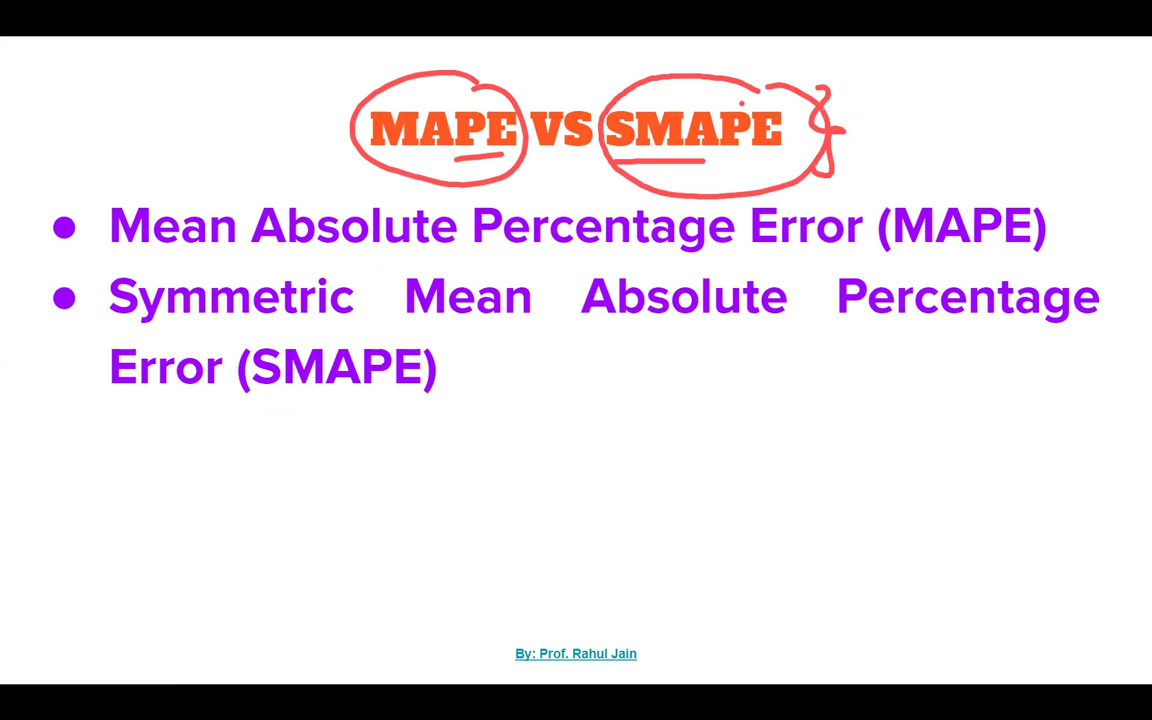 MAPE VS SMAPE
● Mean Absolute Percentage Error (MAPE)
● Symmetric Mean Absolute Percentage
Error (SMAPE)
By: Prof. Rahul Jain